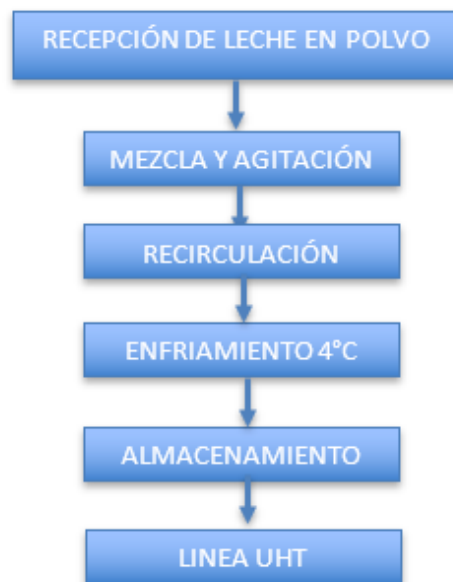 RECEPCIÓN DE LECHE EN POLVO
MEZCLA Y AGITACIÓN
RECIRCULACIÓN
ENFRIAMIENTO 4°C
ALMACENAMIENTO
LINEA UHT